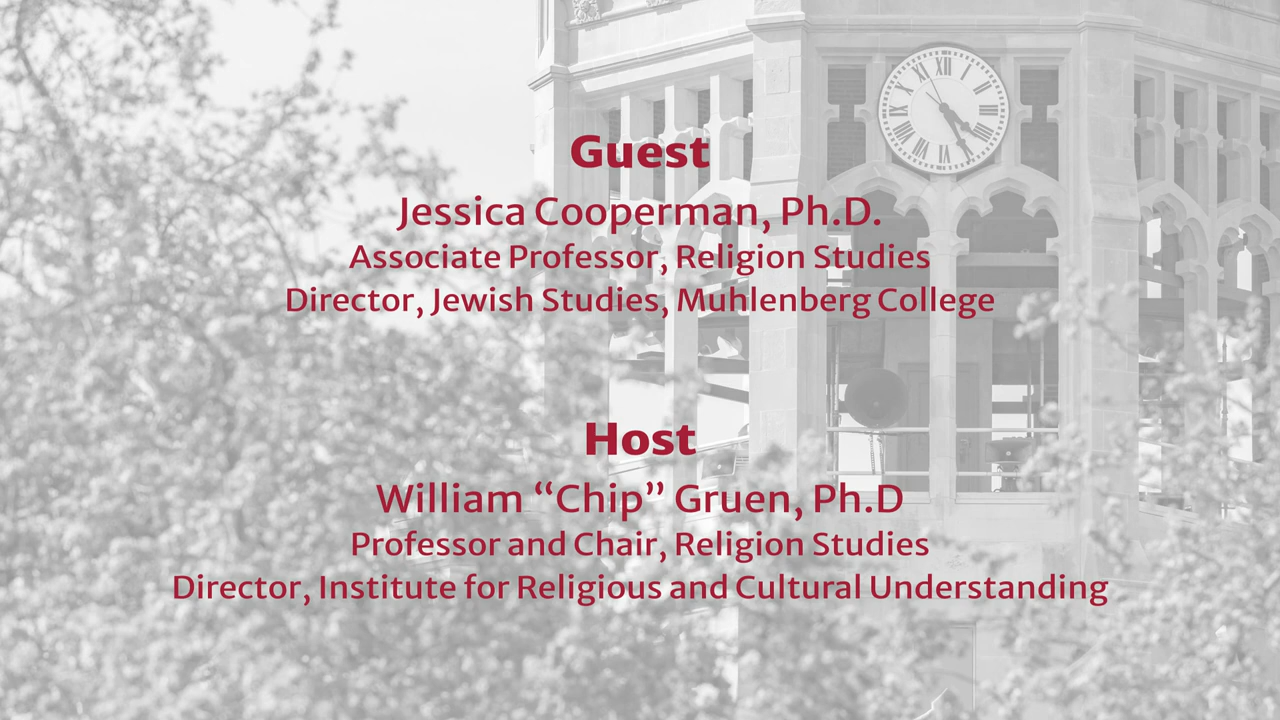 XII
Guest
Jessica Cooperman, Ph.D.
Associate Professor, Religion Studies
Director, Jewish Studies, Muhlenberg College
Host
William “Chip” Gruen, Ph.D
Professor and Chair, Religion Studies
Director, Institute for Religious and Cultural Understanding